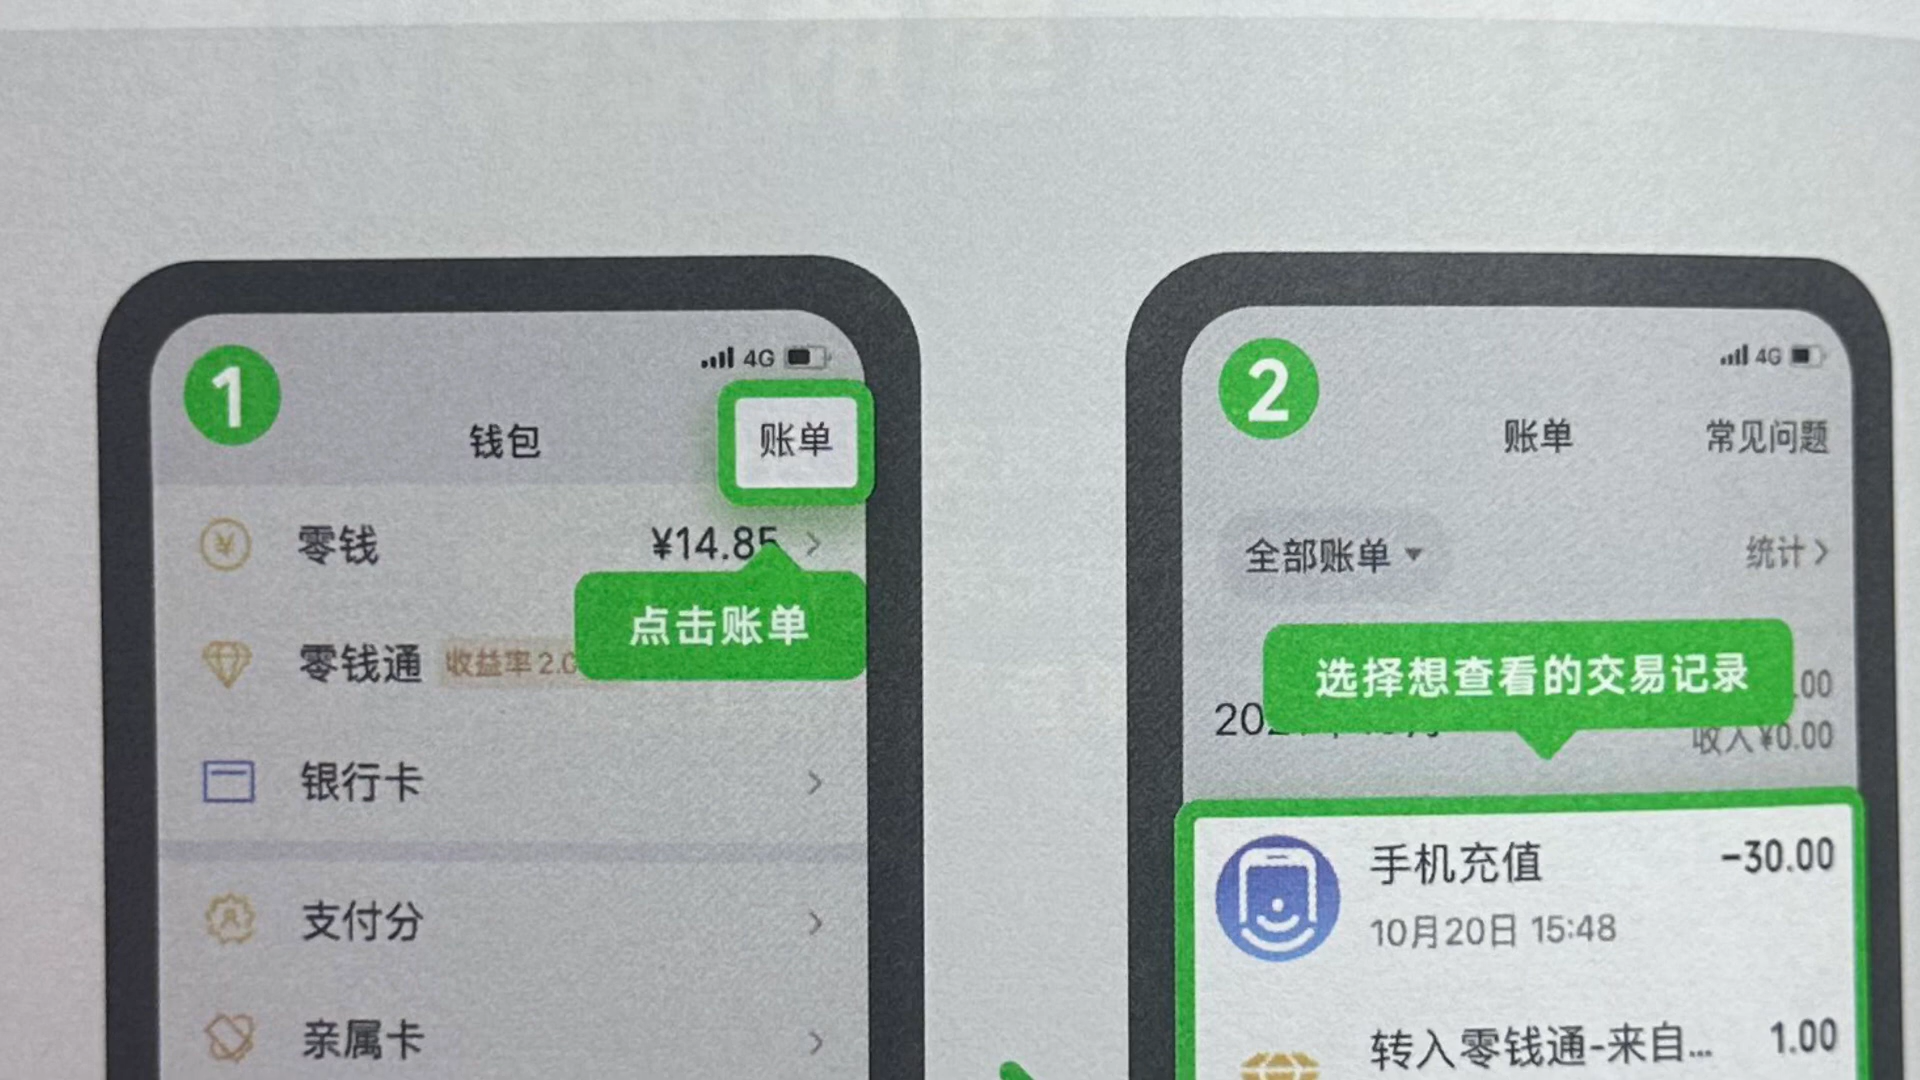 1
4G
钱包
账单
零钱
¥14.85
点击账单
零钱通 收益率2.0
银行卡
支付分
亲属卡
2
4G
账单
常见问题
全部账单
统计
选择想查看的交易记录
.00
收入¥0.00
手机充值
-30.00
10月20日 15:48
转入零钱通-来自...
1.00